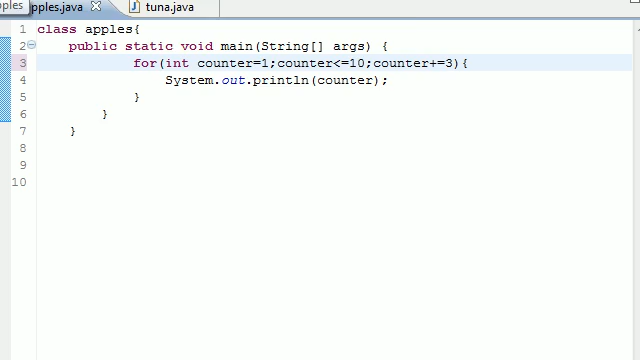 pples
pples.java
tuna.java
1 class apples{
2 public static void main(String[] args) {
3 for(int counter=1;counter<=10;counter+=3){
4 System.out.println(counter);
5 }
6 }
7 }
8
9
10